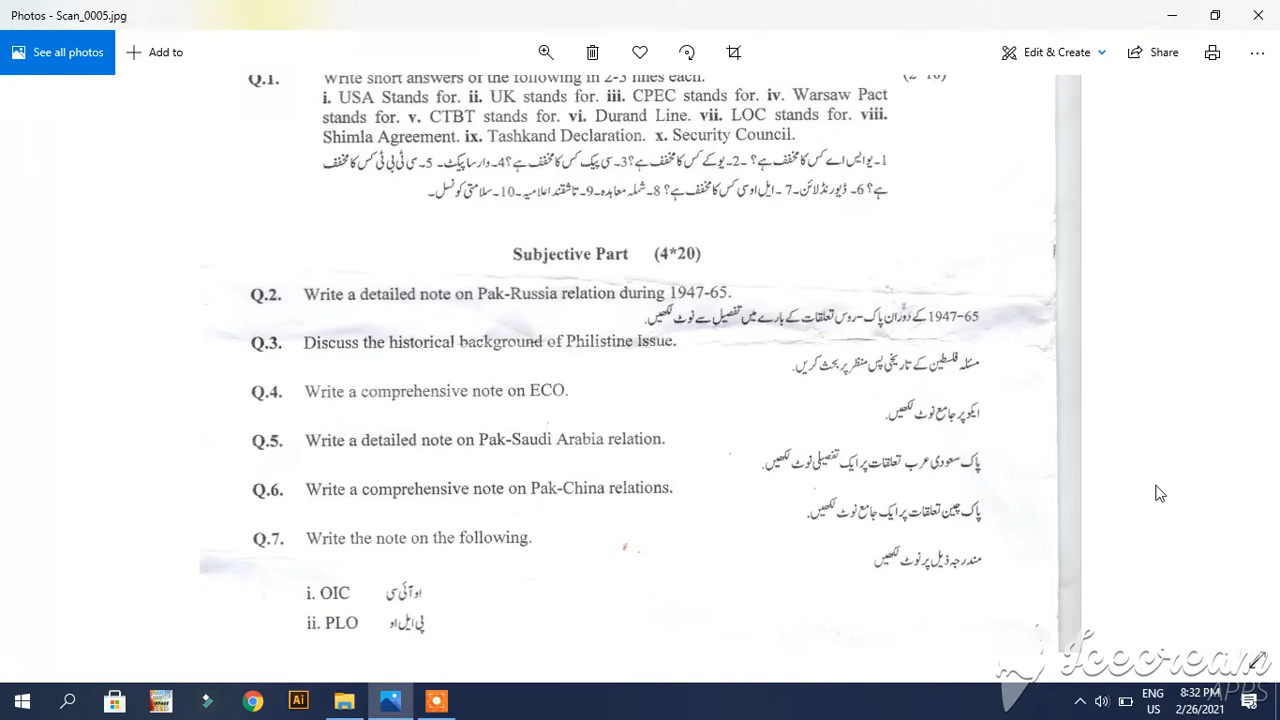 Photos - Scan_0005.jpg
See all photos
Add to
Edit & Create
Share
Q.1. Write short answers of the following in 2-3 lines each. (2*10)
i. USA Stands for. ii. UK stands for. iii. CPEC stands for. iv. Warsaw Pact
stands for. v. CTBT stands for. vi. Durand Line. vii. LOC stands for. viii.
Shimla Agreement. ix. Tashkand Declaration. x. Security Council.
1۔یو ایس اے کس کا مخفف ہے؟ ۔2۔یو کے کس کا مخفف ہے؟3۔سی پیک کس کا مخفف ہے؟4۔وارسا پیکٹ۔ 5۔سی ٹی بی ٹی کس کا مخفف
ہے؟ 6۔ ڈیورنڈ لائن۔7 ۔ایل او سی کس کا مخفف ہے؟ 8۔شملہ معاہدہ۔9۔تاشقند اعلامیہ۔10۔سلامتی کونسل۔
Subjective Part (4*20)
Q.2. Write a detailed note on Pak-Russia relation during 1947-65.
1947-65 کے دوران پاک-روس تعلقات کے بارے میں تفصیل سے نوٹ لکھیں.
Q.3. Discuss the historical background of Philistine Issue.
مسئلہ فلسطین کے تاریخی پس منظر پر بحث کریں.
Q.4. Write a comprehensive note on ECO.
ایکو پر جامع نوٹ لکھیں.
Q.5. Write a detailed note on Pak-Saudi Arabia relation.
پاک سعودی عرب تعلقات پر ایک تفصیلی نوٹ لکھیں.
Q.6. Write a comprehensive note on Pak-China relations.
پاک چین تعلقات پر ایک جامع نوٹ لکھیں.
Q.7. Write the note on the following.
مندرجہ ذیل پر نوٹ لکھیں
i. OIC او آئی سی
ii. PLO پی ایل او
Icecream
APPS
Ai
ENG
US
8:32 PM
2/26/2021